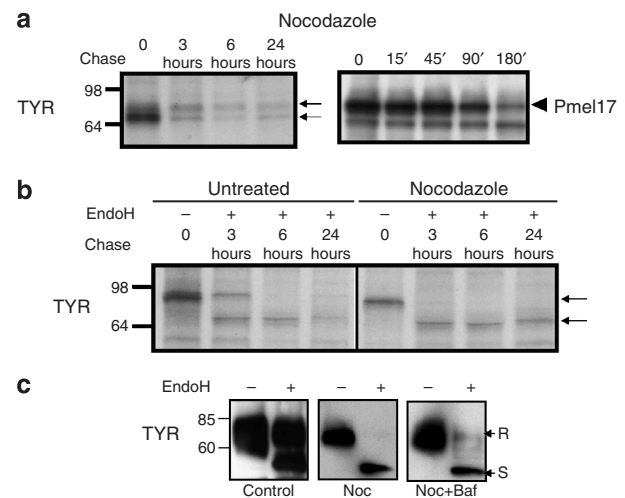 a
Nocodazole
Chase 0 3 6 24
hours hours hours
0 15′ 45′ 90′ 180′
TYR
98
64
Pmel17
b
Untreated Nocodazole
EndoH – + + + – + + +
Chase 0 3 6 24 0 3 6 24
hours hours hours hours hours hours
TYR
98
64
c
EndoH – + – + – +
TYR
85
60
R
S
Control Noc Noc+Baf